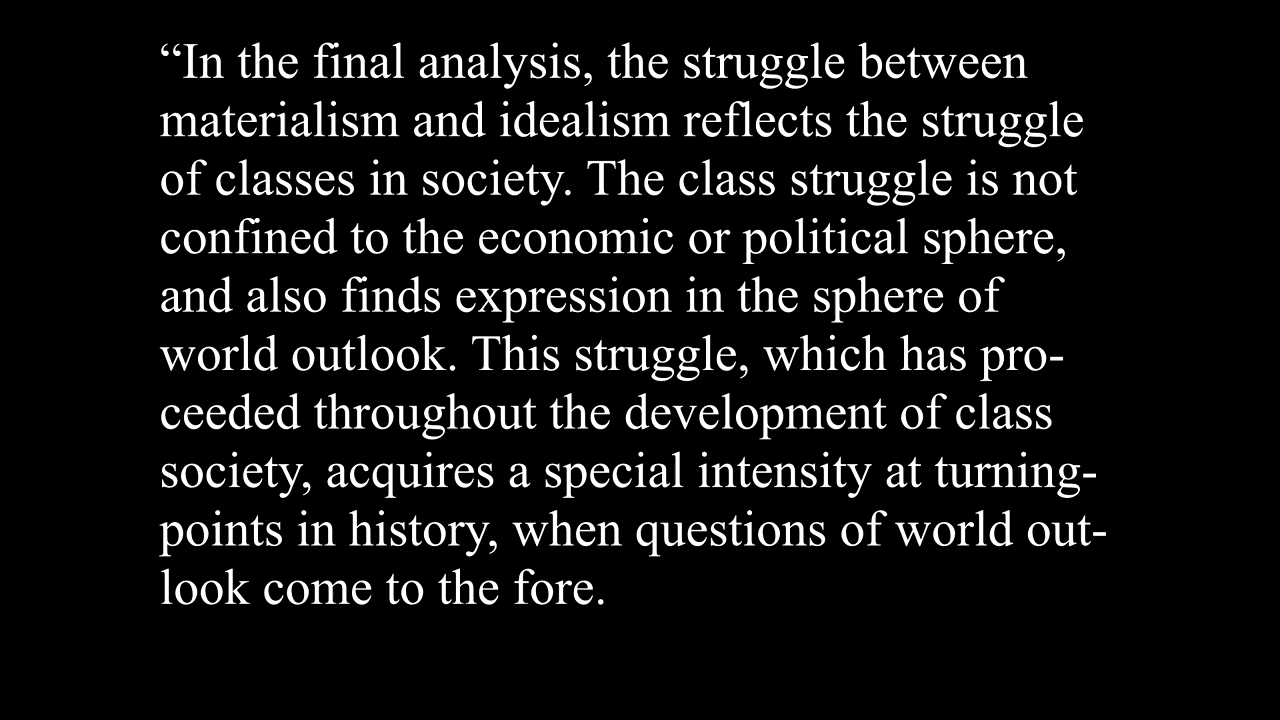 “In the final analysis, the struggle between
materialism and idealism reflects the struggle
of classes in society. The class struggle is not
confined to the economic or political sphere,
and also finds expression in the sphere of
world outlook. This struggle, which has pro-
ceeded throughout the development of class
society, acquires a special intensity at turning-
points in history, when questions of world out-
look come to the fore.